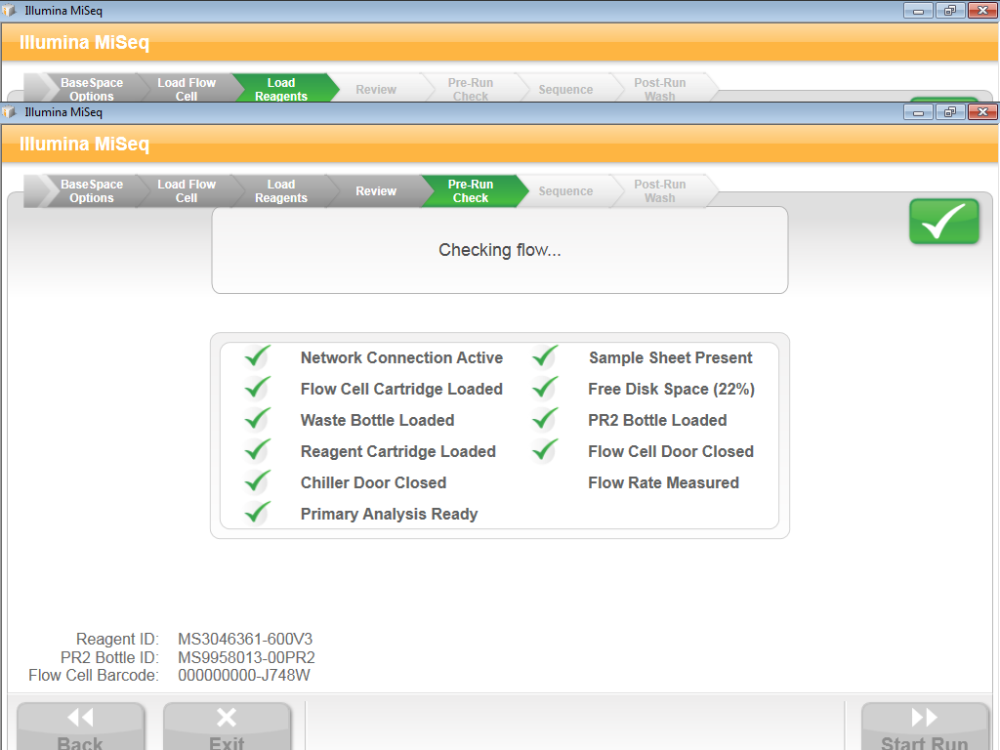 Illumina MiSeq
Illumina MiSeq
BaseSpace Options
Load Flow Cell
Load Reagents
Review
Pre-Run Check
Sequence
Post-Run Wash
Illumina MiSeq
Illumina MiSeq
BaseSpace Options
Load Flow Cell
Load Reagents
Review
Pre-Run Check
Sequence
Post-Run Wash
Checking flow...
Network Connection Active
Sample Sheet Present
Flow Cell Cartridge Loaded
Free Disk Space (22%)
Waste Bottle Loaded
PR2 Bottle Loaded
Reagent Cartridge Loaded
Flow Cell Door Closed
Chiller Door Closed
Flow Rate Measured
Primary Analysis Ready
Reagent ID: MS3046361-600V3
PR2 Bottle ID: MS9958013-00PR2
Flow Cell Barcode: 000000000-J748W
Back
Exit
Start Run